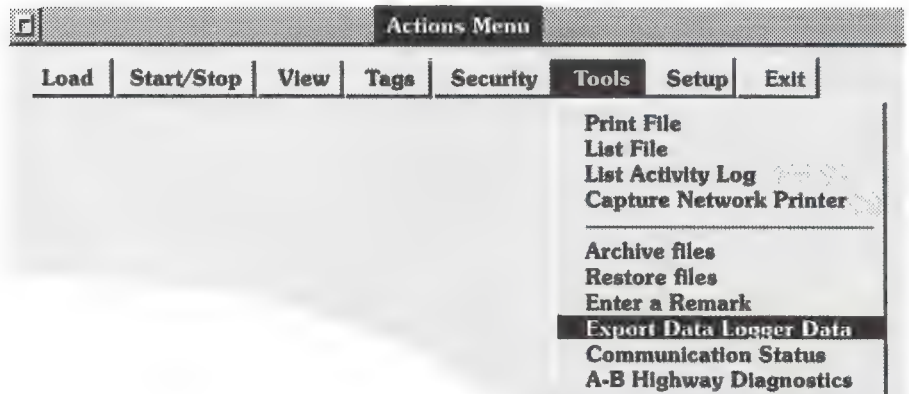 Actions Menu
Load Start/Stop View Tags Security Tools Setup Exit
Print File
List File
List Activity Log
Capture Network Printer
Archive files
Restore files
Enter a Remark
Export Data Logger Data
Communication Status
A-B Highway Diagnostics